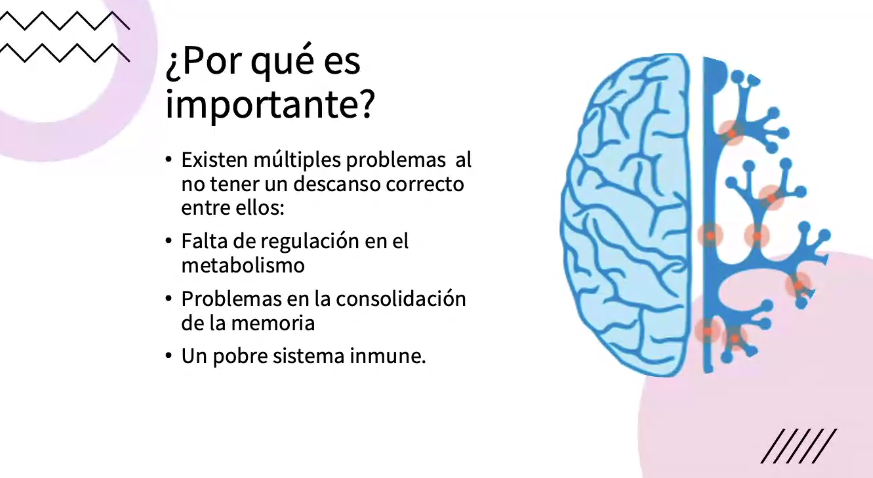 ¿Por qué es
importante?
• Existen múltiples problemas  al
no tener un descanso correcto
entre ellos:
• Falta de regulación en el
metabolismo
• Problemas en la consolidación
de la memoria
• Un pobre sistema inmune.